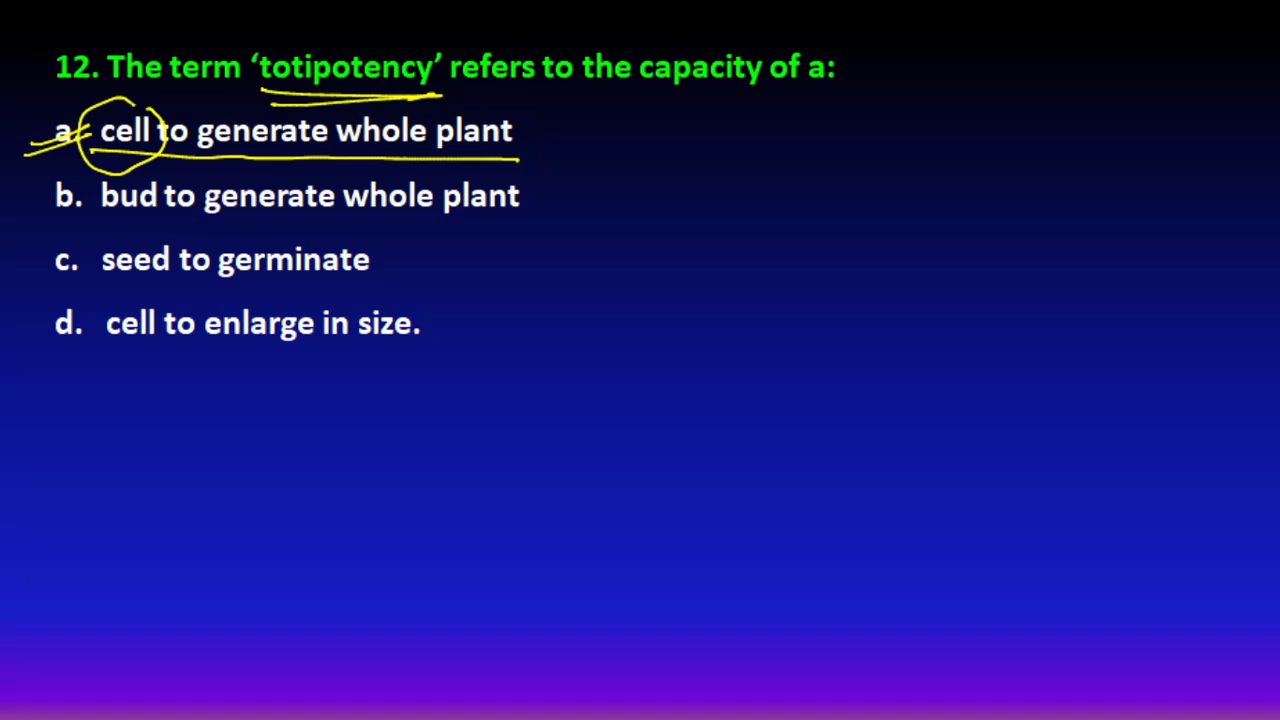 12. The term ‘totipotency’ refers to the capacity of a:
a. cell to generate whole plant
b. bud to generate whole plant
c. seed to germinate
d. cell to enlarge in size.